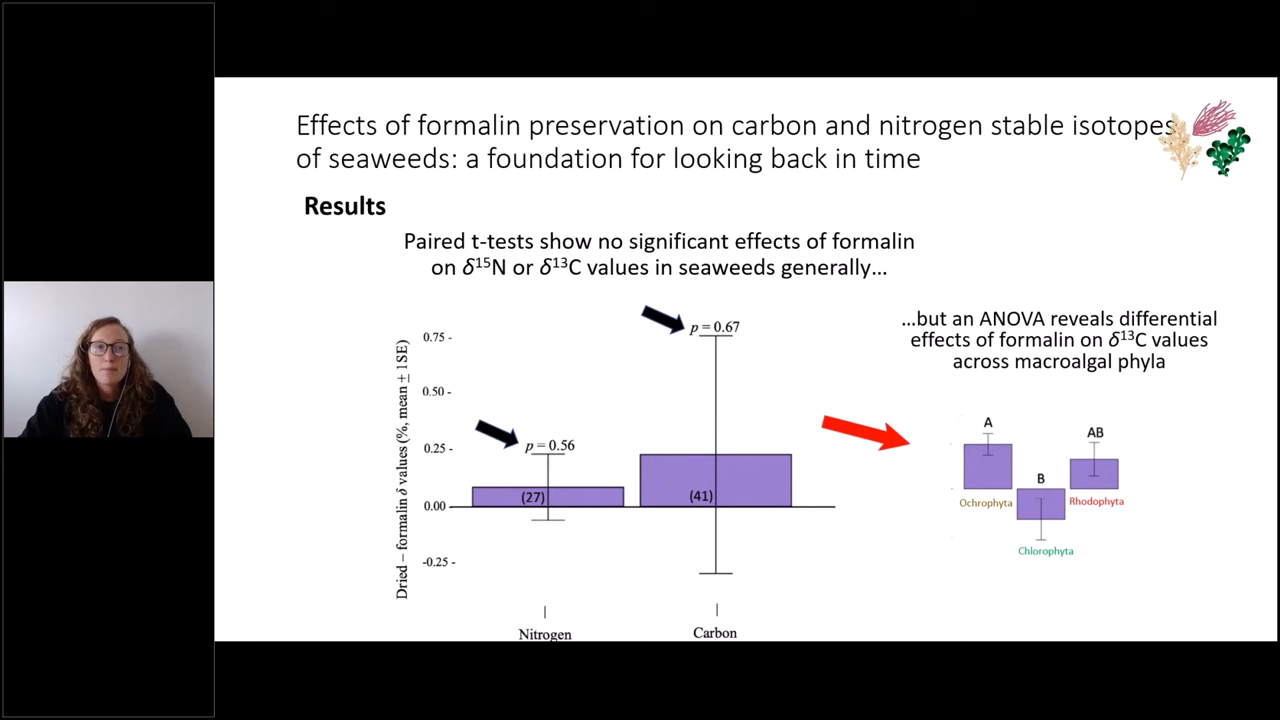 Effects of formalin preservation on carbon and nitrogen stable isotopes
of seaweeds: a foundation for looking back in time
Results
Paired t-tests show no significant effects of formalin
on δ¹⁵N or δ¹³C values in seaweeds generally…
…but an ANOVA reveals differential
effects of formalin on δ¹³C values
across macroalgal phyla
Dried – formalin δ values (%, mean ± 1SE)
0.75 -
0.50 -
0.25 -
0.00
-0.25 -
p = 0.56
p = 0.67
(27)
(41)
Nitrogen
Carbon
A
B
AB
Ochrophyta
Chlorophyta
Rhodophyta